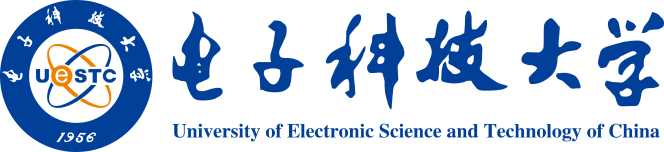 电子科技大学
UeSTC
1956
电子科技大学
University of Electronic Science and Technology of China